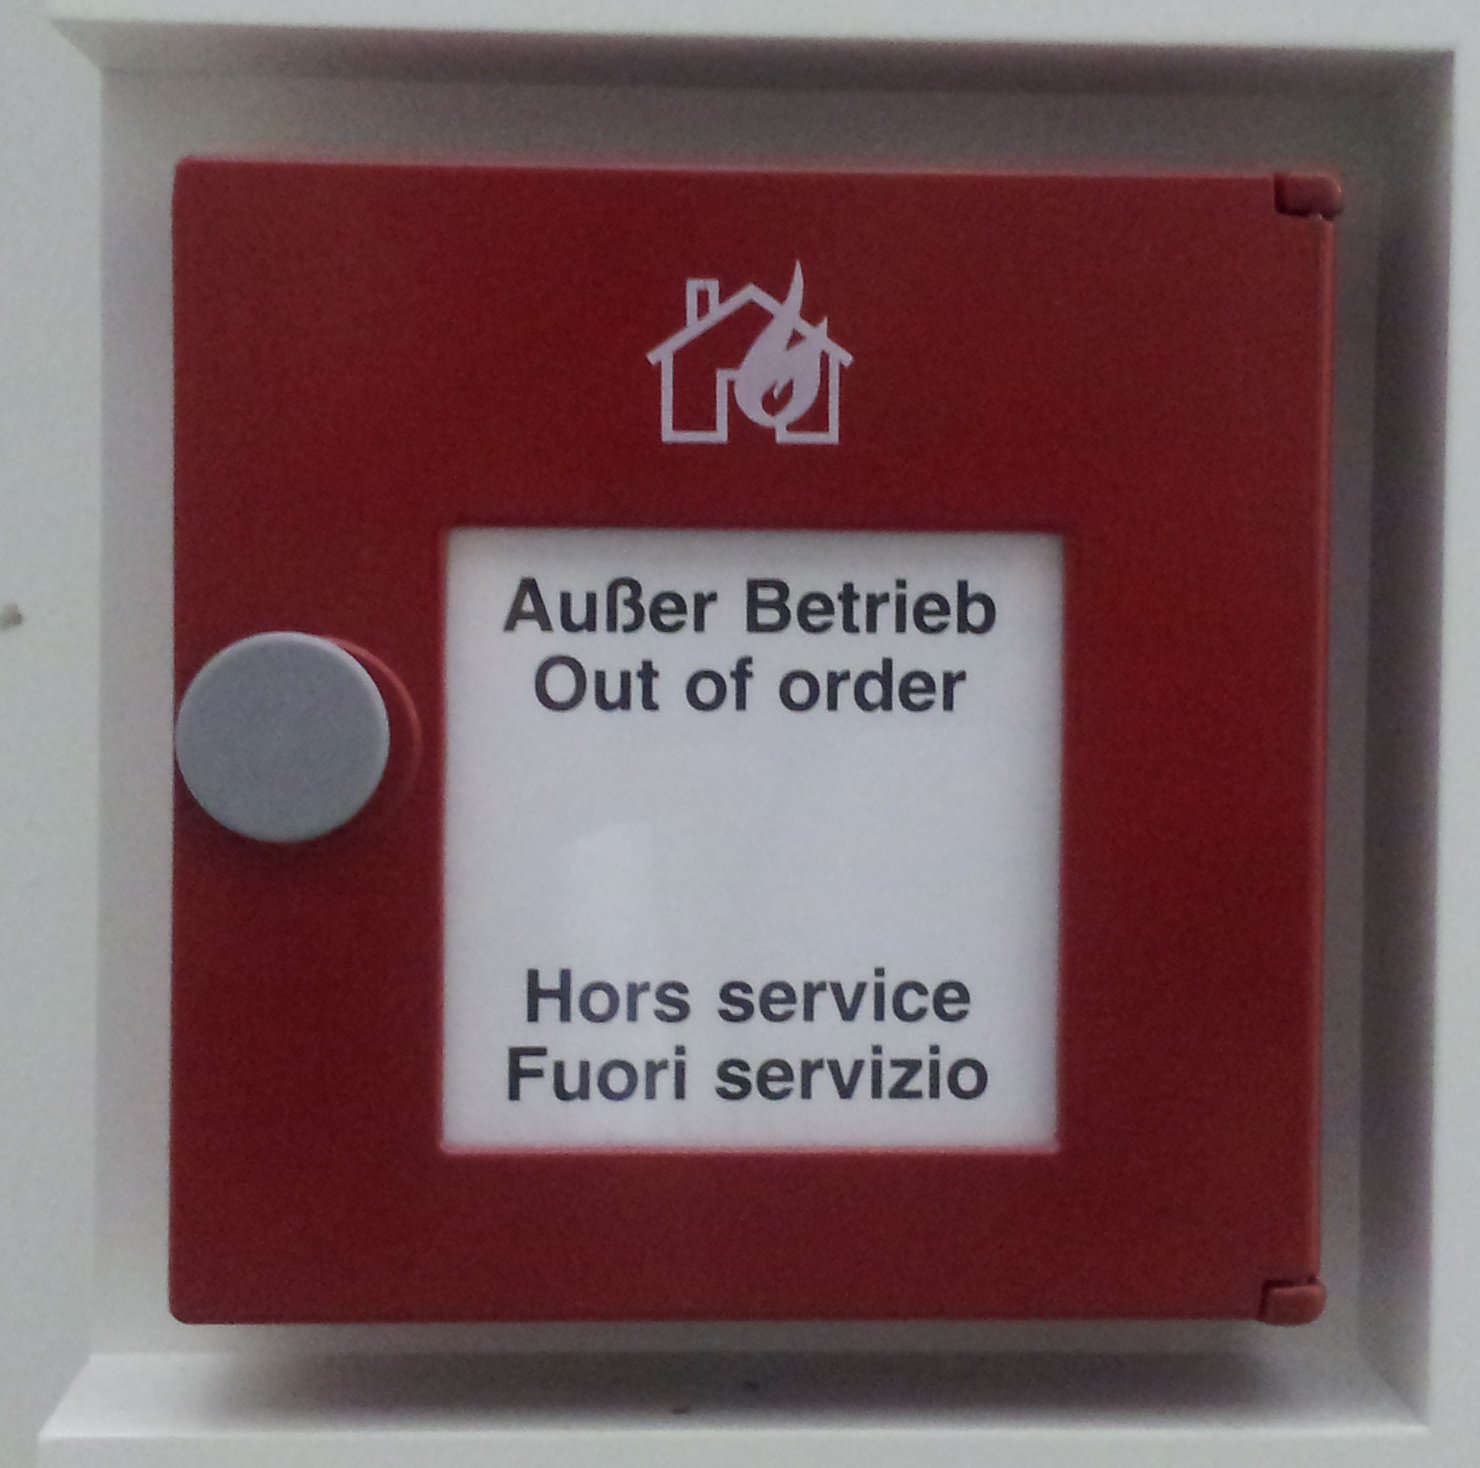 Außer Betrieb
Out of order
Hors service
Fuori servizio